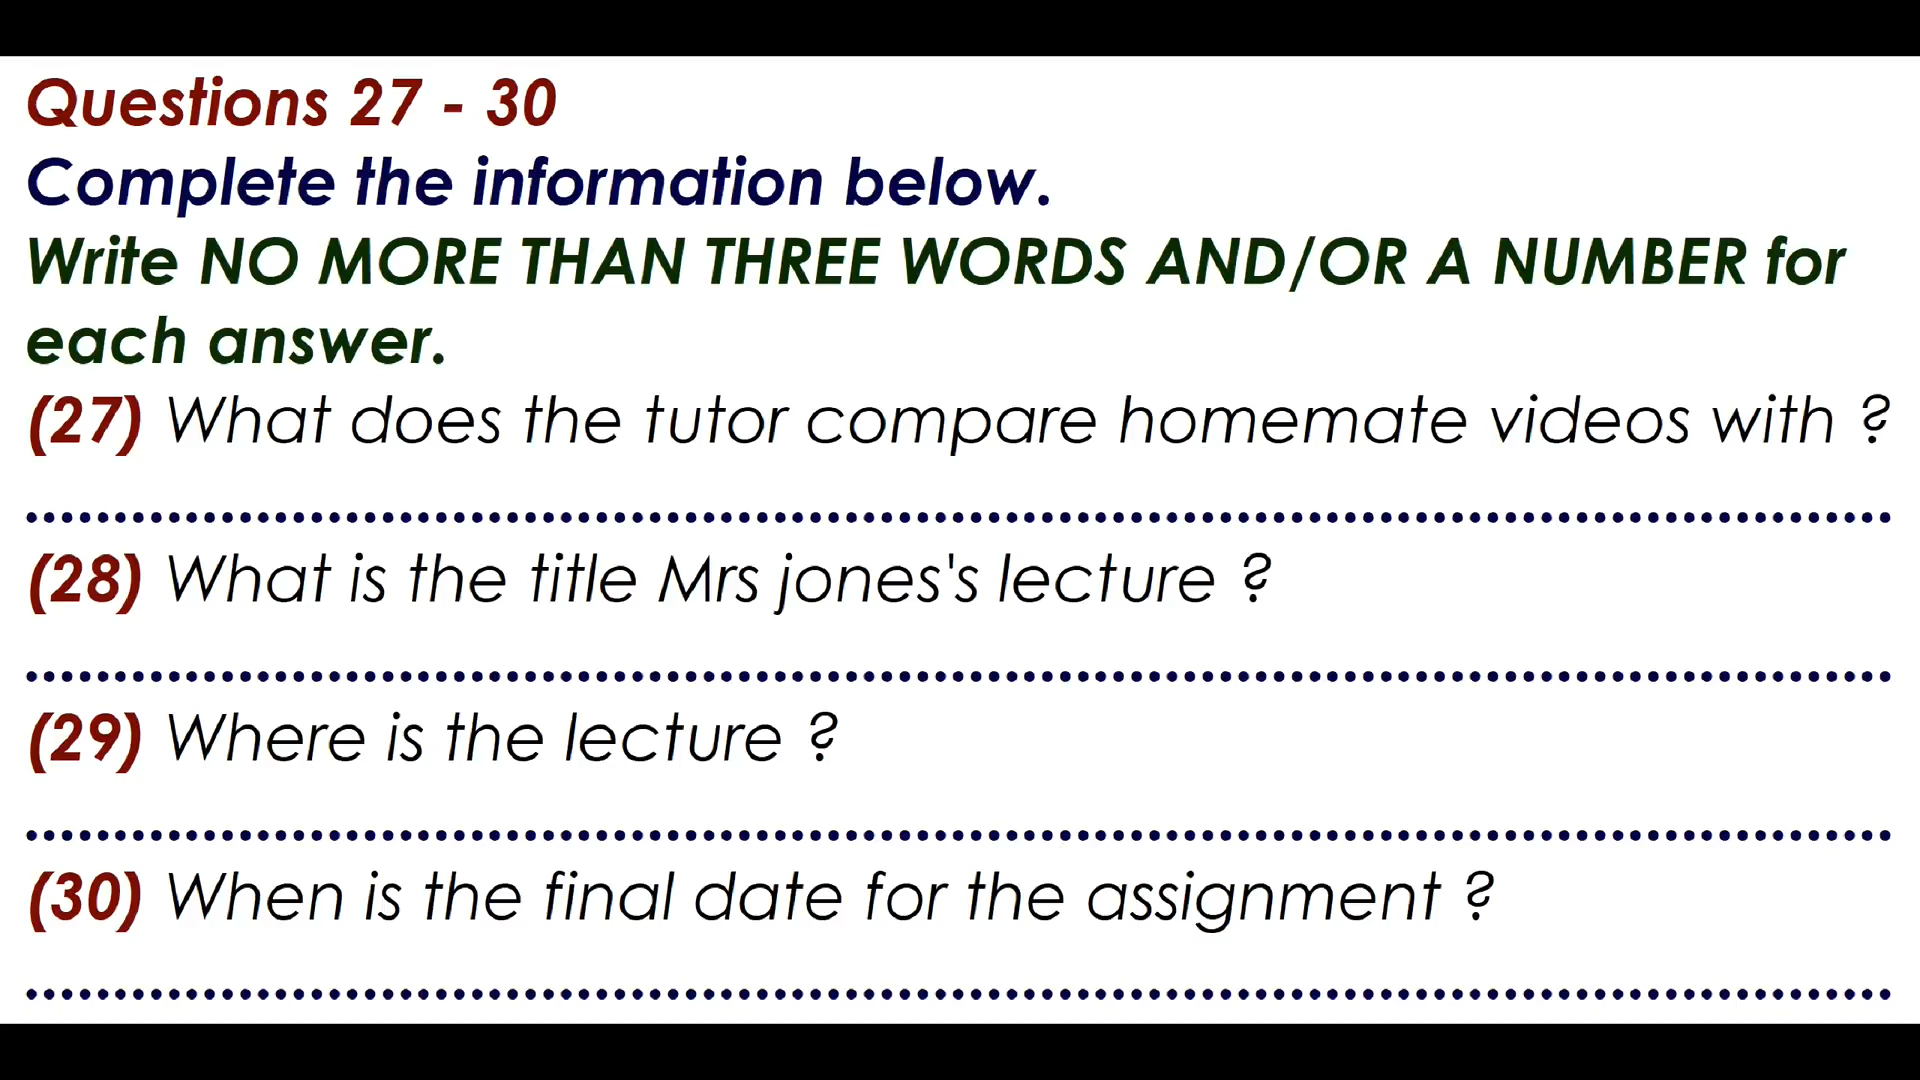 Questions 27 - 30
Complete the information below.
Write NO MORE THAN THREE WORDS AND/OR A NUMBER for
each answer.
(27) What does the tutor compare homemate videos with ?
........................................................................................................
(28) What is the title Mrs jones's lecture ?
........................................................................................................
(29) Where is the lecture ?
........................................................................................................
(30) When is the final date for the assignment ?
........................................................................................................